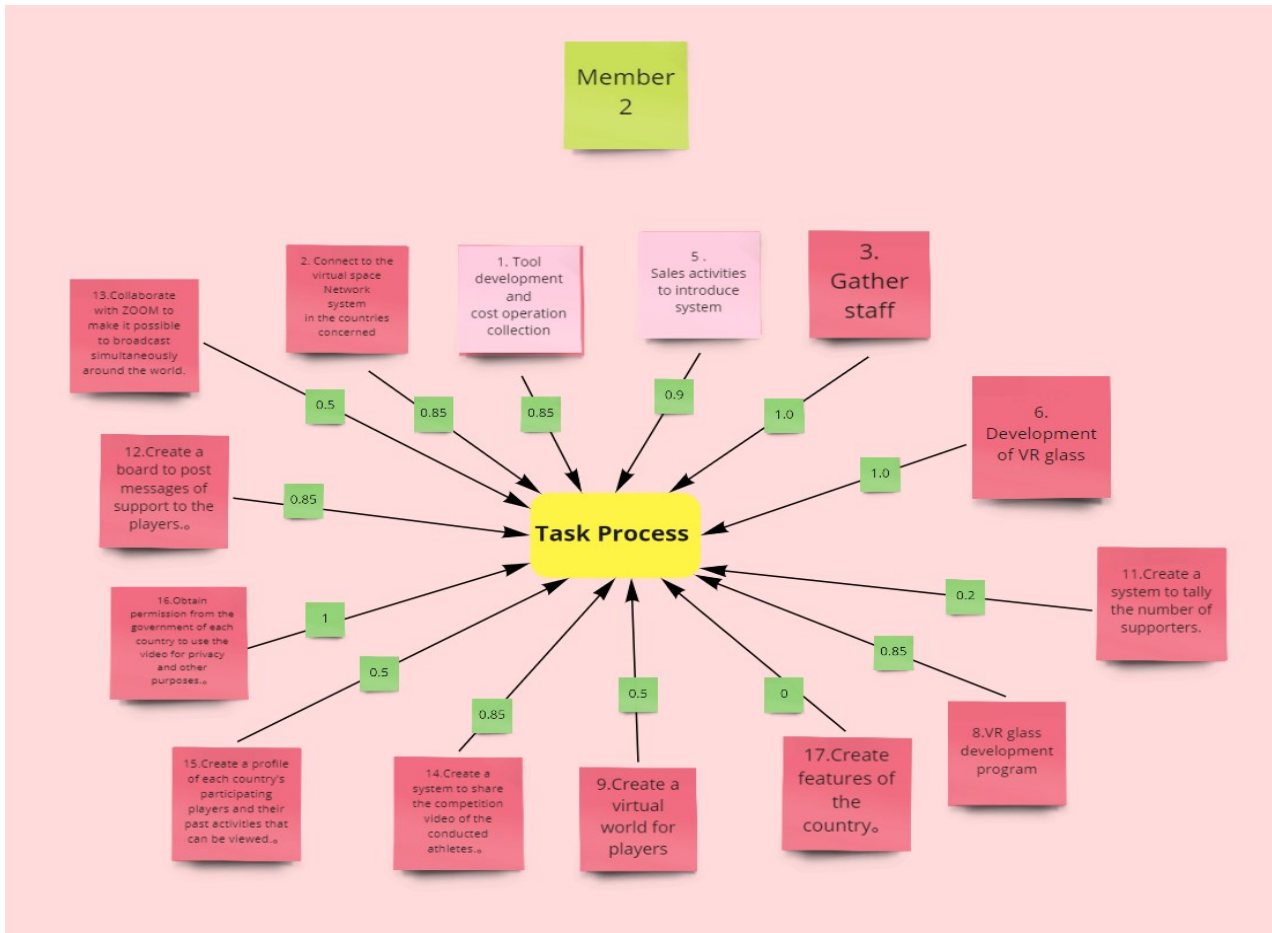 Member
2
13.Collaborate
with ZOOM to
make it possible
to broadcast
simultaneously
around the world.
2. Connect to the
virtual space
Network
system
in the countries
concerned
1. Tool
development
and
cost operation
collection
5 .
Sales activities
to introduce
system
3.
Gather
staff
6.
Development
of VR glass
0.5
0.85
0.85
0.9
1.0
1.0
12.Create a
board to post
messages of
support to the
players.。
0.85
Task Process
11.Create a
system to tally
the number of
supporters.
0.2
16.Obtain
permission from the
government of each
country to use the
video for privacy
and other
purposes.。
1
0.5
0.85
0.5
0
0.85
15.Create a profile
of each country's
participating
players and their
past activities that
can be viewed.。
14.Create a
system to share
the competition
video of the
conducted
athletes.。
9.Create a
virtual
world for
players
17.Create
features of
the
country。
8.VR glass
development
program